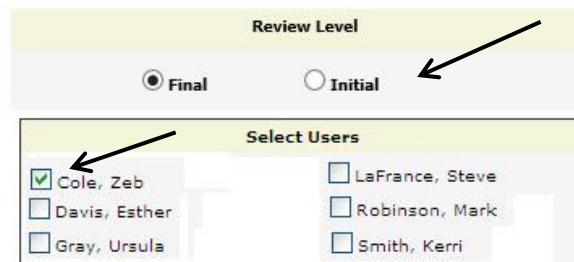 Review Level
Final Initial
Select Users
Cole, Zeb LaFrance, Steve
Davis, Esther Robinson, Mark
Gray, Ursula Smith, Kerri